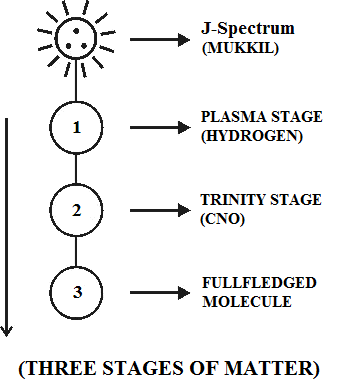 J-Spectrum
(MUKKIL)
1
PLASMA STAGE
(HYDROGEN)
2
TRINITY STAGE
(CNO)
3
FULLFLEDGED
MOLECULE
(THREE STAGES OF MATTER)